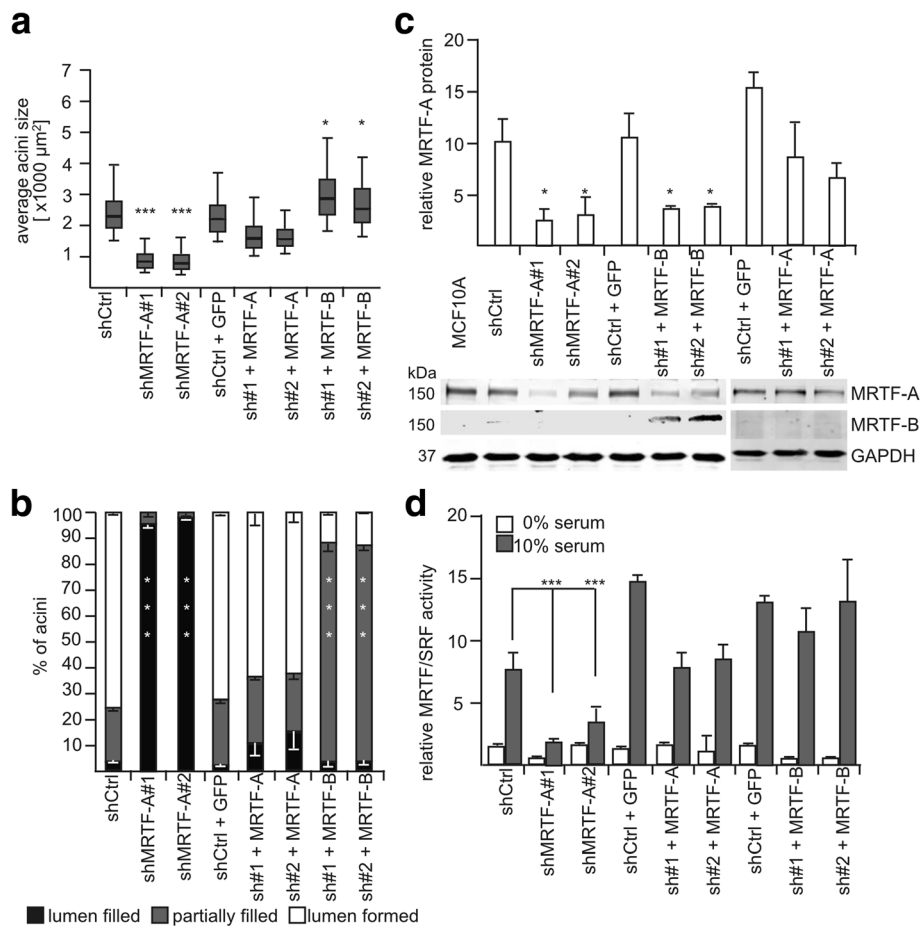 a
average acini size
[ x1000 µm²]
7
6
5
4
3
2
1
*** *** * *
shCtrl
shMRTF-A#1
shMRTF-A#2
shCtrl + GFP
sh#1 + MRTF-A
sh#2 + MRTF-A
sh#1 + MRTF-B
sh#2 + MRTF-B
c
relative MRTF-A protein
20
15
10
5
* * * *
MCF10A
shCtrl
shMRTF-A#1
shMRTF-A#2
shCtrl + GFP
sh#1 + MRTF-B
sh#2 + MRTF-B
shCtrl + GFP
sh#1 + MRTF-A
sh#2 + MRTF-A
kDa
150 MRTF-A
150 MRTF-B
37 GAPDH
b
% of acini
100
90
80
70
60
50
40
30
20
10
* * * *
* * * *
* * * *
shCtrl
shMRTF-A#1
shMRTF-A#2
shCtrl + GFP
sh#1 + MRTF-A
sh#2 + MRTF-A
sh#1 + MRTF-B
sh#2 + MRTF-B
lumen filled partially filled lumen formed
d
relative MRTF/SRF activity
20
15
10
5
0% serum
10% serum
*** ***
shCtrl
shMRTF-A#1
shMRTF-A#2
shCtrl + GFP
sh#1 + MRTF-A
sh#2 + MRTF-A
shCtrl + GFP
sh#1 + MRTF-B
sh#2 + MRTF-B